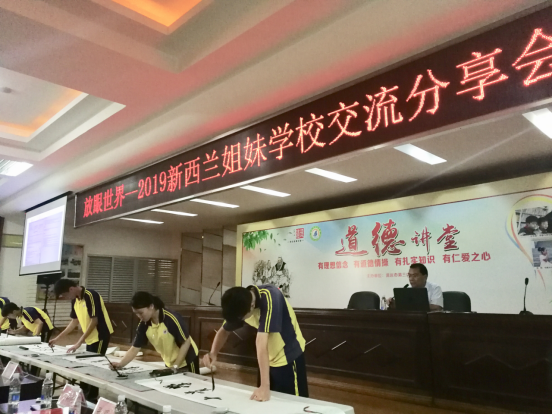 放眼世界—2019新西兰姐妹学校交流分享会
道德讲堂
有理想信念 有道德情操 有扎实知识 有仁爱之心